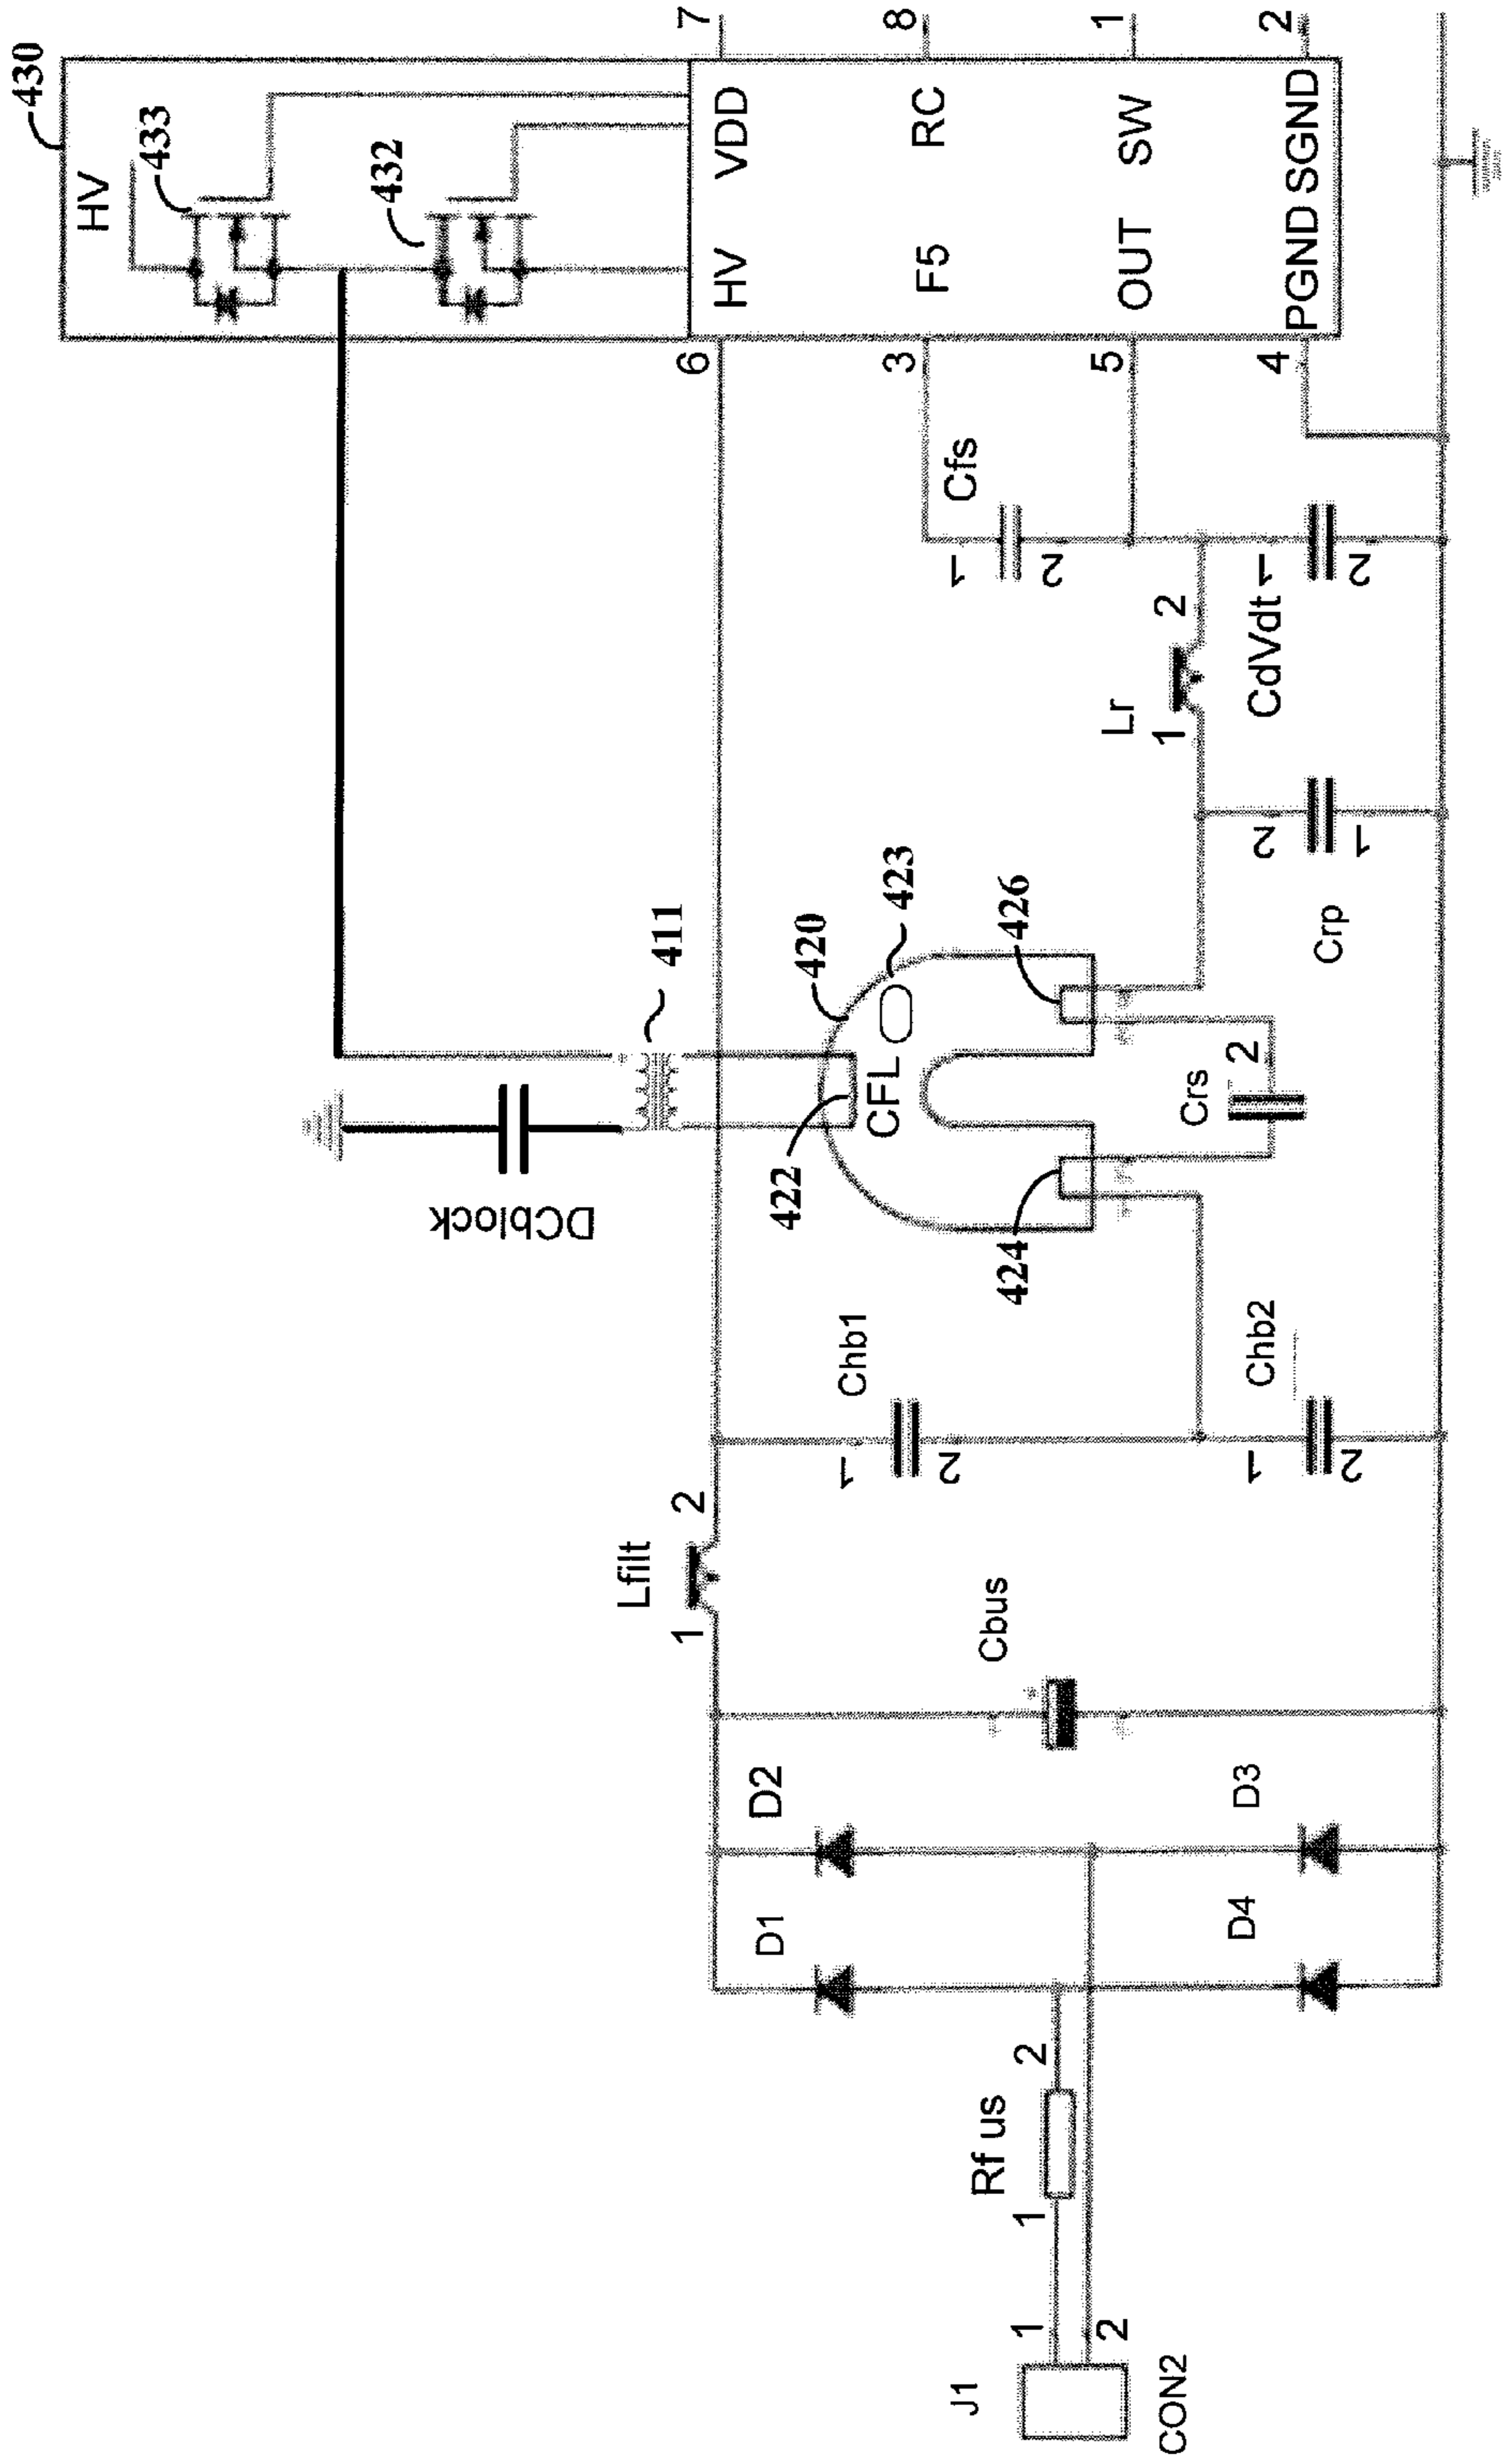 430
HV
433
432
HV VDD
F5 RC
OUT SW
PGND SGND
7
8
1
2
6
3
5
4
DCblock
411
420
423
CFL
422
424
426
Cfs
1
2
Lr
1
2
CdVdt
1
2
Crp
2
1
Crs
2
Lfilt
1
2
Chb1
1
2
Chb2
1
2
Cbus
D2
D1
D3
D4
Rf us
1
2
J1
1
2
CON2